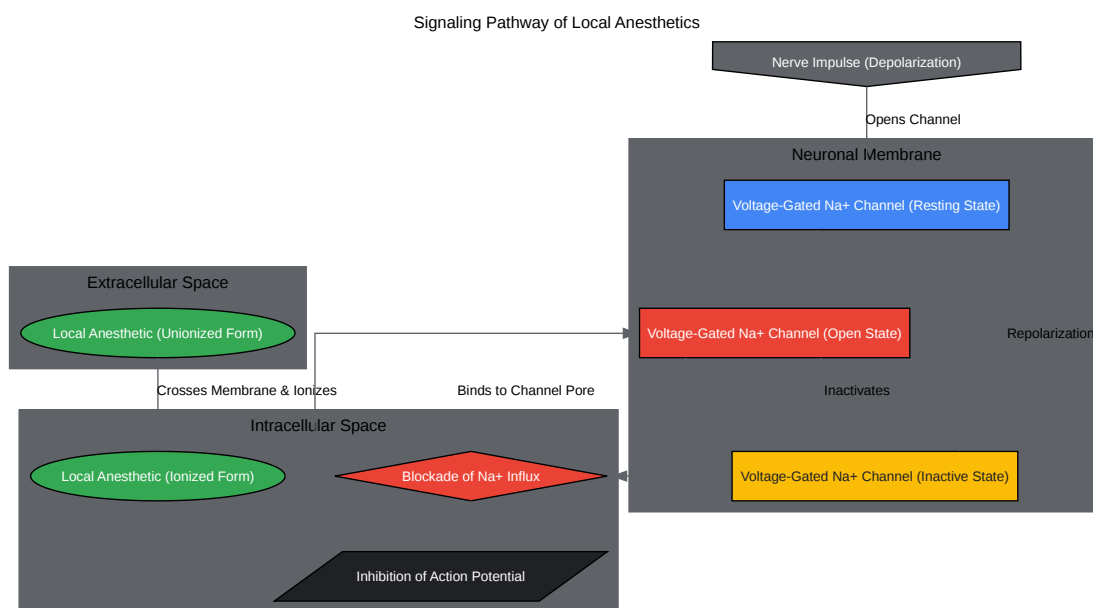 Signaling Pathway of Local Anesthetics
Nerve Impulse (Depolarization)
Opens Channel
Neuronal Membrane
Voltage-Gated Na+ Channel (Resting State)
Extracellular Space
Local Anesthetic (Unionized Form)
Voltage-Gated Na+ Channel (Open State)
Repolarization
Crosses Membrane & Ionizes
Binds to Channel Pore
Inactivates
Intracellular Space
Local Anesthetic (Ionized Form)
Blockade of Na+ Influx
Voltage-Gated Na+ Channel (Inactive State)
Inhibition of Action Potential